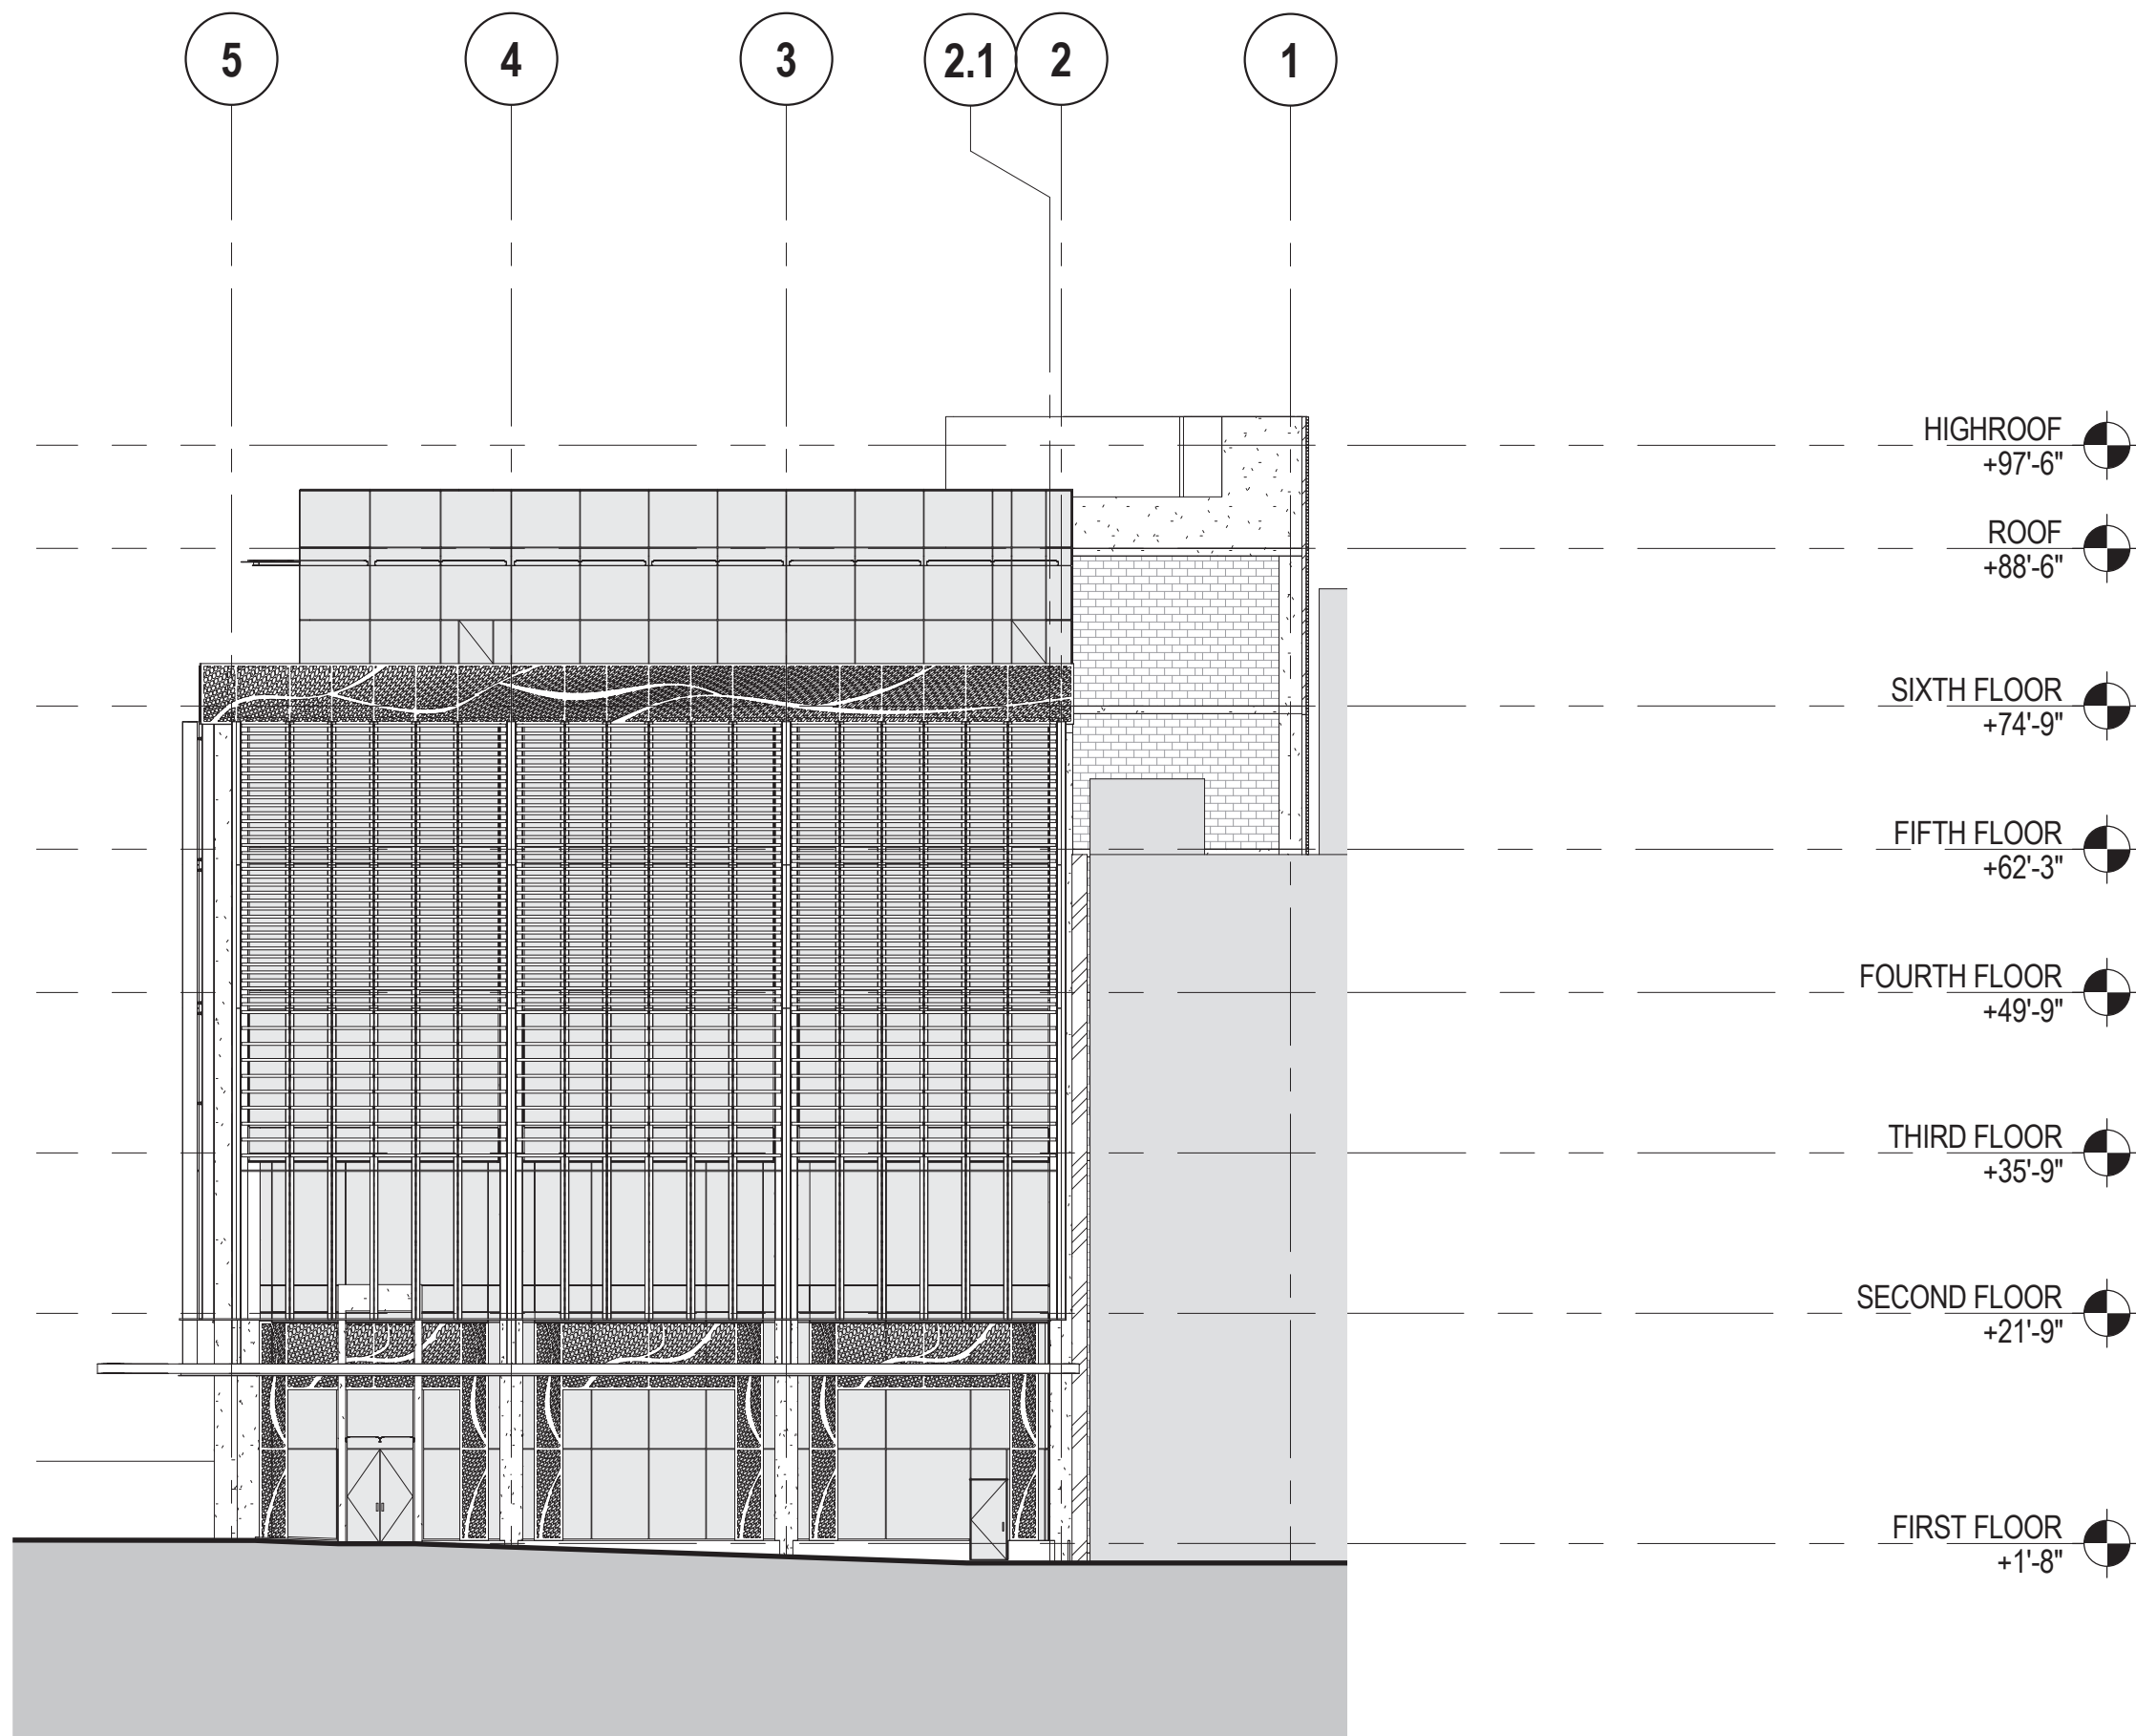 5 4 3 2.1 2 1
HIGHROOF
+97'-6"
ROOF
+88'-6"
SIXTH FLOOR
+74'-9"
FIFTH FLOOR
+62'-3"
FOURTH FLOOR
+49'-9"
THIRD FLOOR
+35'-9"
SECOND FLOOR
+21'-9"
FIRST FLOOR
+1'-8"